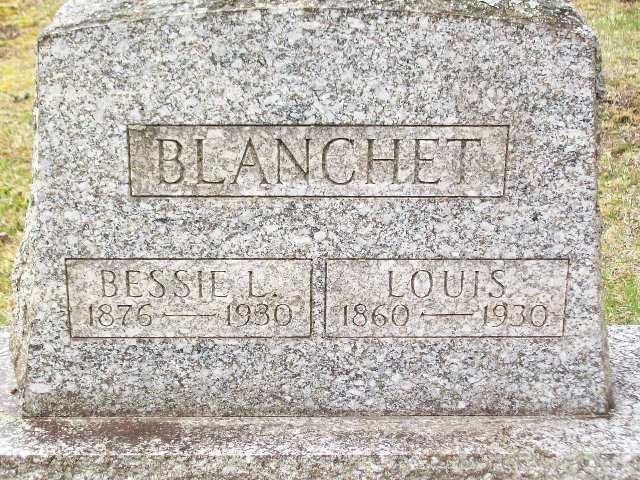 BLANCHET
BESSIE L.
1876 — 1930
LOUIS
1860 — 1930